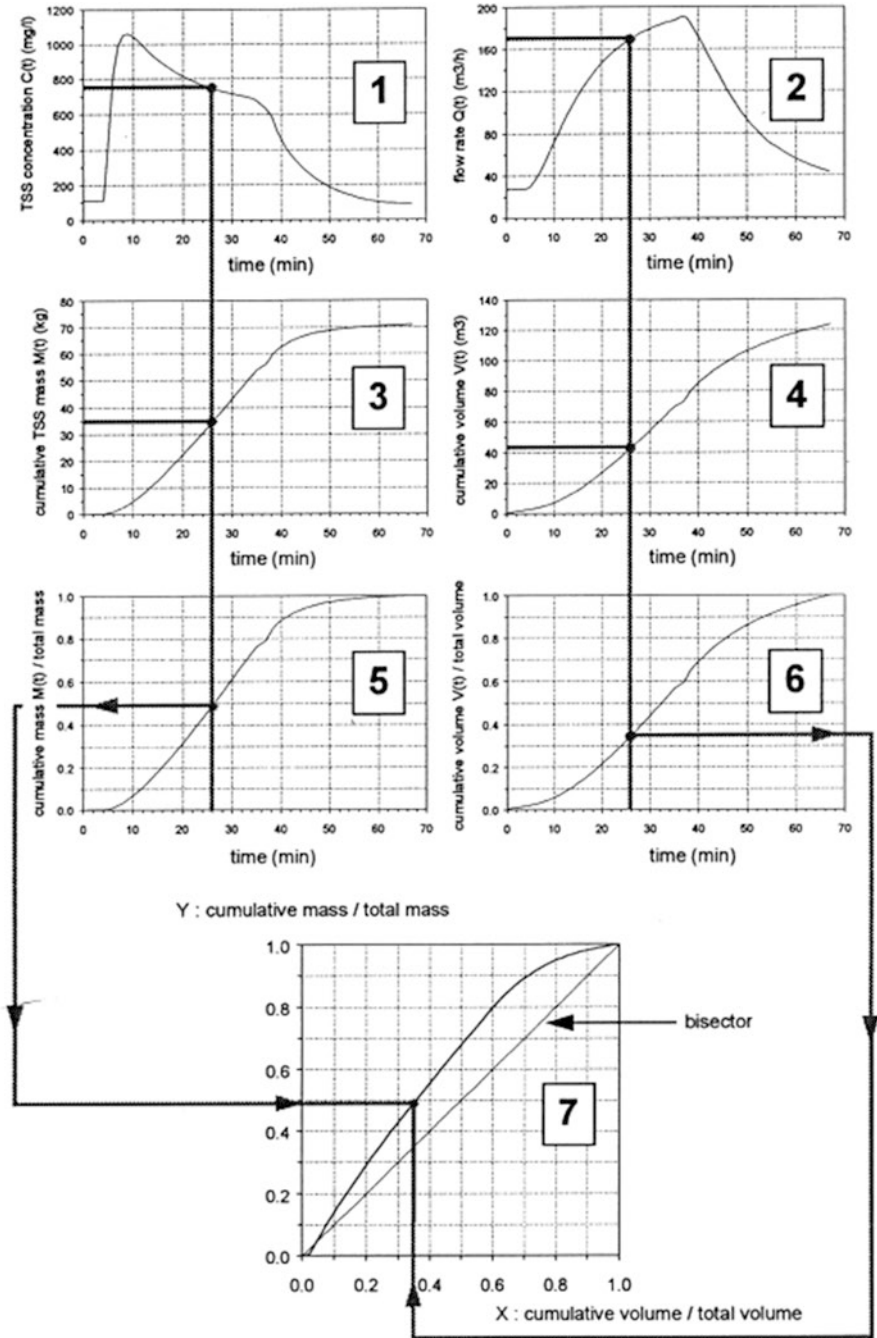 TSS concentration C(t) (mg/l)
1200
1000
800
600
400
200
0
1
0 10 20 30 40 50 60 70
time (min)
flow rate Q(t) (m3/h)
200
160
120
80
40
0
2
0 10 20 30 40 50 60 70
time (min)
cumulative TSS mass M(t) (kg)
80
70
60
50
40
30
20
10
0
3
0 10 20 30 40 50 60 70
time (min)
cumulative volume V(t) (m3)
140
120
100
80
60
40
20
0
4
0 10 20 30 40 50 60 70
time (min)
cumulative mass M(t) / total mass
1.0
0.8
0.6
0.4
0.2
0.0
5
0 10 20 30 40 50 60 70
time (min)
cumulative volume V(t) / total volume
1.0
0.8
0.6
0.4
0.2
0.0
6
0 10 20 30 40 50 60 70
time (min)
Y : cumulative mass / total mass
1.0
0.8
0.6
0.4
0.2
0.0
bisector
7
0.0 0.2 0.4 0.6 0.8 1.0
X : cumulative volume / total volume